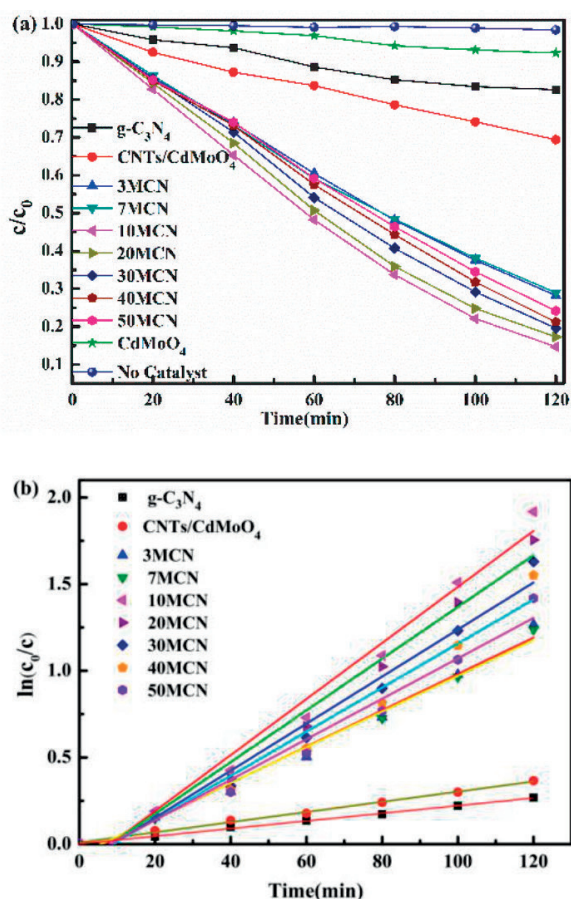 (a)
1.0
0.9
0.8
0.7
0.6
0.5
0.4
0.3
0.2
0.1
c/c₀
g-C₃N₄
CNTs/CdMoO₄
3MCN
7MCN
10MCN
20MCN
30MCN
40MCN
50MCN
CdMoO₄
No Catalyst
0 20 40 60 80 100 120
Time(min)
(b)
2.0
1.5
1.0
0.5
0.0
ln(c₀/c)
g-C₃N₄
CNTs/CdMoO₄
3MCN
7MCN
10MCN
20MCN
30MCN
40MCN
50MCN
0 20 40 60 80 100 120
Time(min)